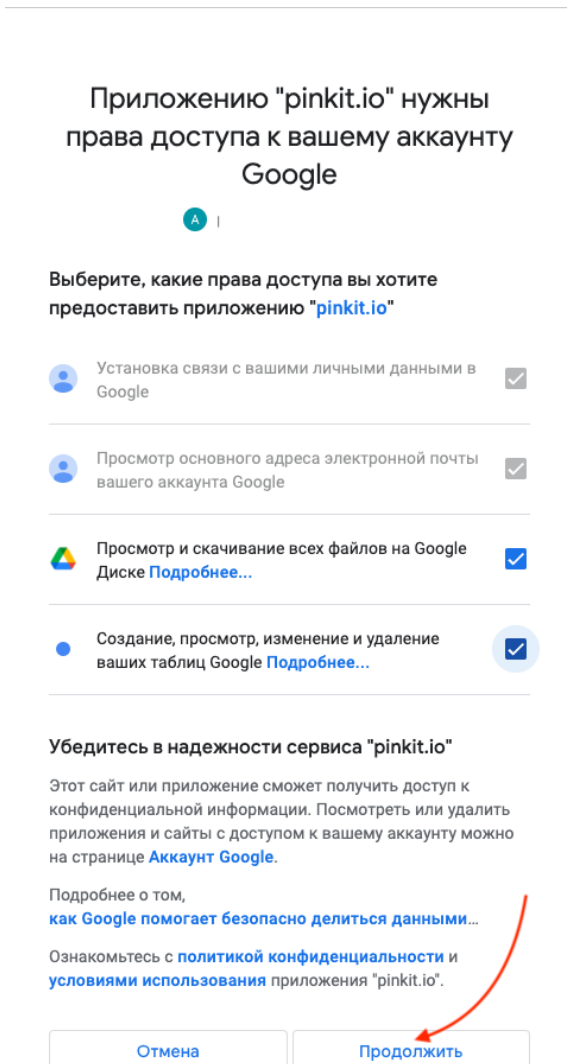 Приложению "pinkit.io" нужны
права доступа к вашему аккаунту
Google
A
Выберите, какие права доступа вы хотите
предоставить приложению "pinkit.io"
Установка связи с вашими личными данными в
Google
Просмотр основного адреса электронной почты
вашего аккаунта Google
Просмотр и скачивание всех файлов на Google
Диске Подробнее...
Создание, просмотр, изменение и удаление
ваших таблиц Google Подробнее...
Убедитесь в надежности сервиса "pinkit.io"
Этот сайт или приложение сможет получить доступ к
конфиденциальной информации. Посмотреть или удалить
приложения и сайты с доступом к вашему аккаунту можно
на странице Аккаунт Google.
Подробнее о том,
как Google помогает безопасно делиться данными...
Ознакомьтесь с политикой конфиденциальности и
условиями использования приложения "pinkit.io".
Отмена
Продолжить